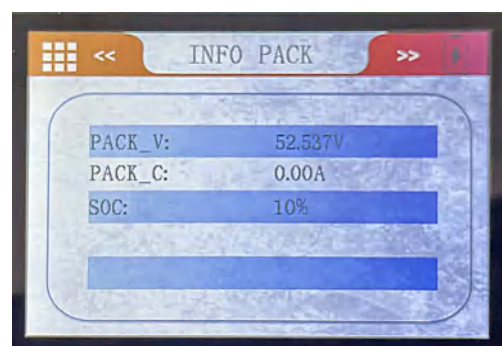 << INFO PACK >>
PACK_V: 52.537V
PACK_C: 0.00A
SOC: 10%